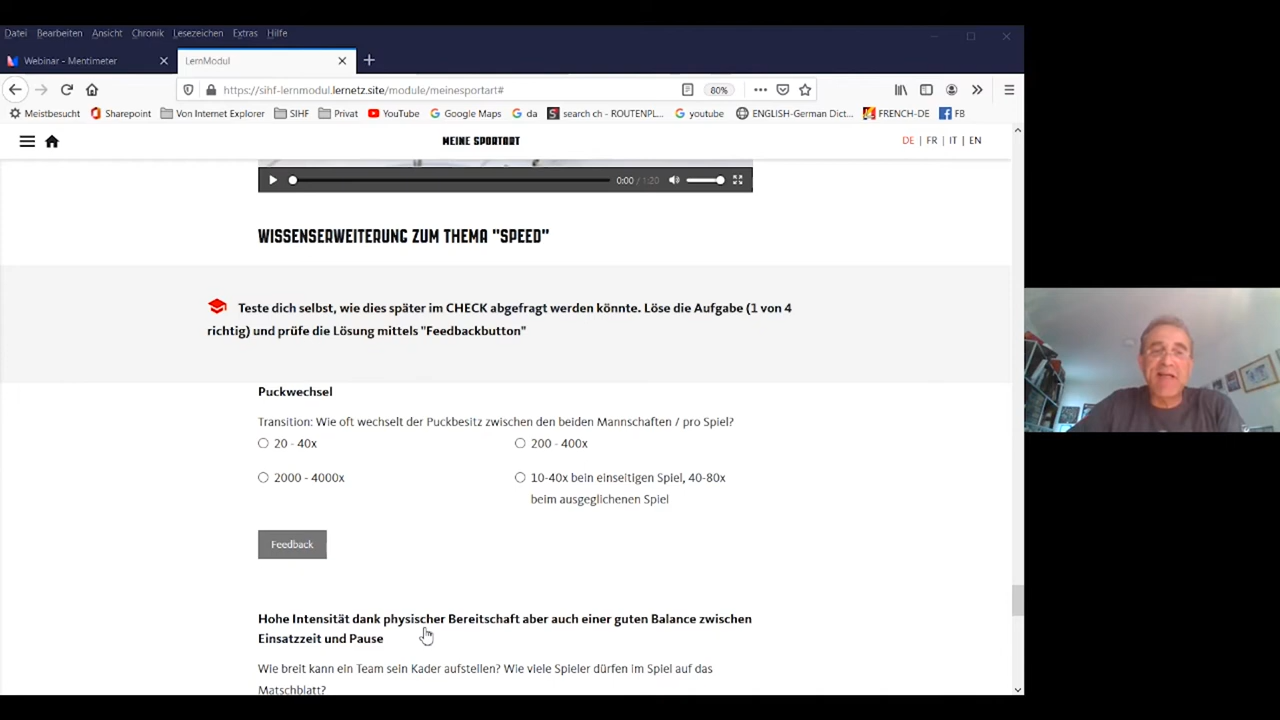 Datei Bearbeiten Ansicht Chronik Lesezeichen Extras Hilfe
Webinar - Mentimeter LernModul
https://sihf-lernmodul.lernetz.site/module/meinesportart# 80%
Meistbesucht Sharepoint Von Internet Explorer SIHF Privat YouTube Google Maps da search ch - ROUTENPL... youtube ENGLISH-German Dict... FRENCH-DE FB
MEINE SPORTART DE | FR | IT | EN
0:00 / 1:20
WISSENSERWEITERUNG ZUM THEMA "SPEED"
Teste dich selbst, wie dies später im CHECK abgefragt werden könnte. Löse die Aufgabe (1 von 4
richtig) und prüfe die Lösung mittels "Feedbackbutton"
Puckwechsel
Transition: Wie oft wechselt der Puckbesitz zwischen den beiden Mannschaften / pro Spiel?
20 - 40x 200 - 400x
2000 - 4000x 10-40x bein einseitigen Spiel, 40-80x
beim ausgeglichenen Spiel
Feedback
Hohe Intensität dank physischer Bereitschaft aber auch einer guten Balance zwischen
Einsatzzeit und Pause
Wie breit kann ein Team sein Kader aufstellen? Wie viele Spieler dürfen im Spiel auf das
Matschblatt?